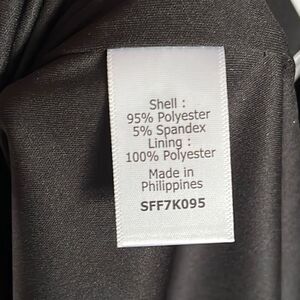 Shell :
95% Polyester
5% Spandex
Lining :
100% Polyester
Made in
Philippines
SFF7K095